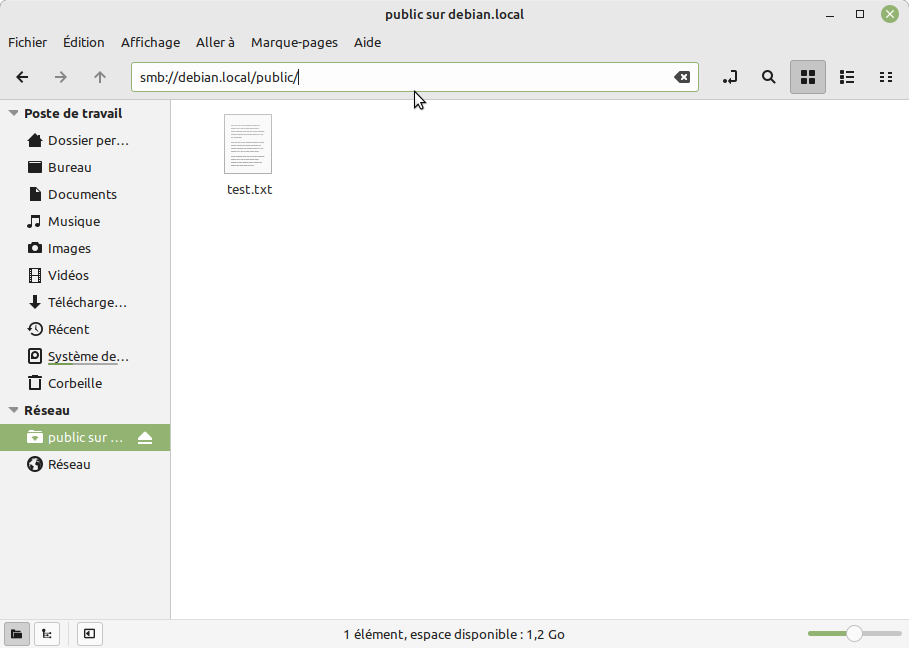 public sur debian.local
Fichier Édition Affichage Aller à Marque-pages Aide
smb://debian.local/public/
Poste de travail
Dossier per…
Bureau
Documents
Musique
Images
Vidéos
Télécharge…
Récent
Système de…
Corbeille
Réseau
public sur …
Réseau
test.txt
1 élément, espace disponible : 1,2 Go